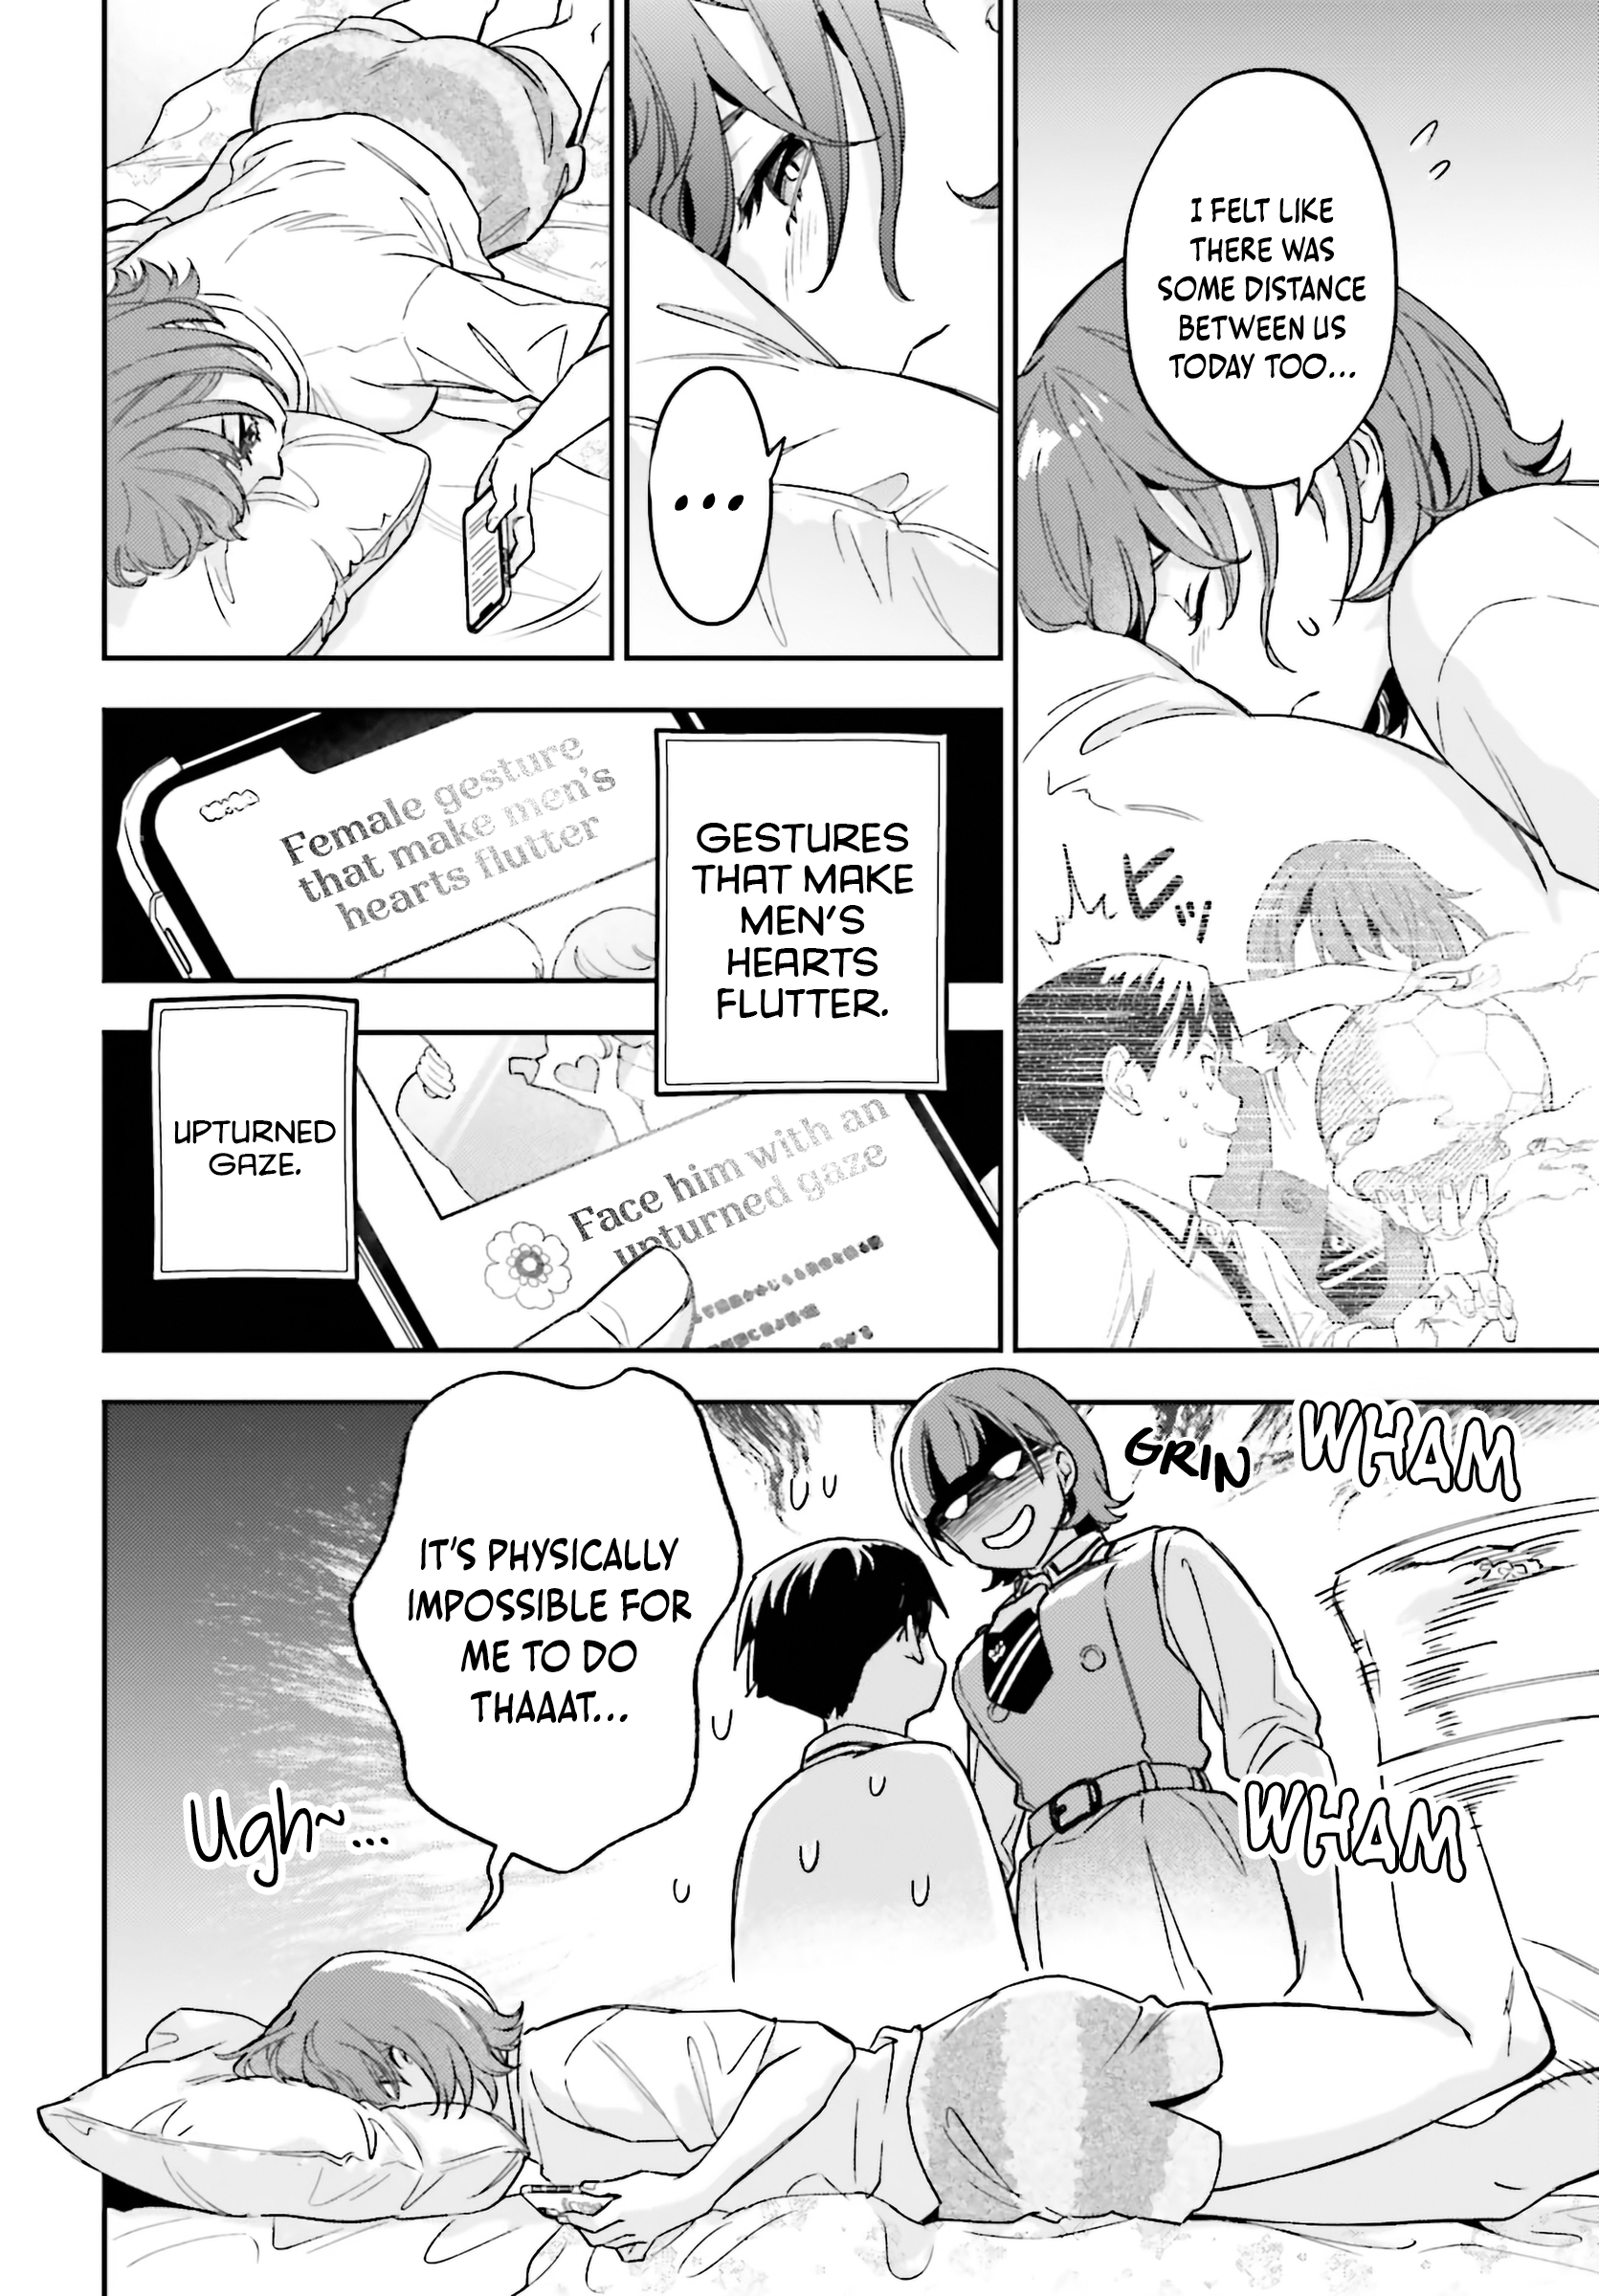 I FELT LIKE
THERE WAS
SOME DISTANCE
BETWEEN US
TODAY TOO...
ヒ
ッ
...
Female gesture
that make men's
hearts flutter
GESTURES
THAT MAKE
MEN'S
HEARTS
FLUTTER.
Face him with an
upturned gaze
UPTURNED
GAZE.
GRIN
WHAM
IT'S PHYSICALLY
IMPOSSIBLE FOR
ME TO DO
THAAAT...
WHAM
Ugh~...